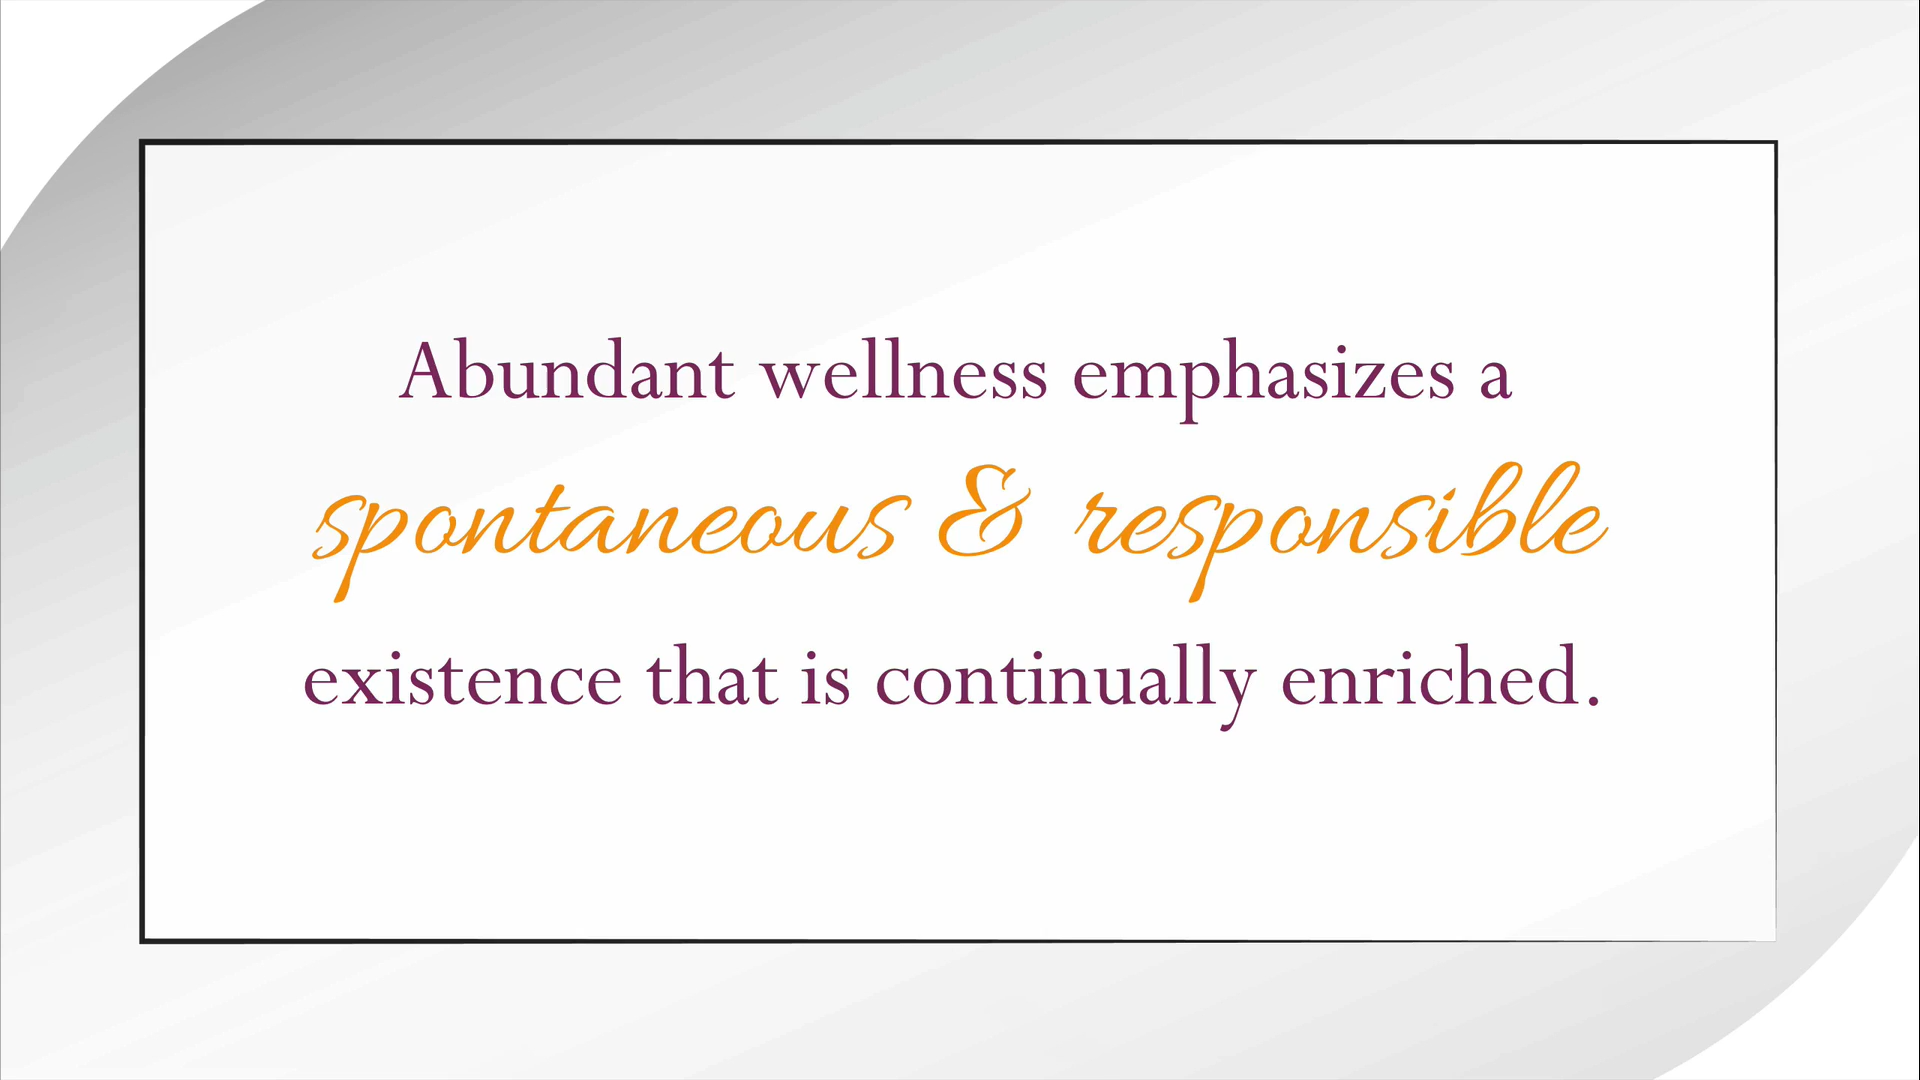 Abundant wellness emphasizes a
spontaneous & responsible
existence that is continually enriched.